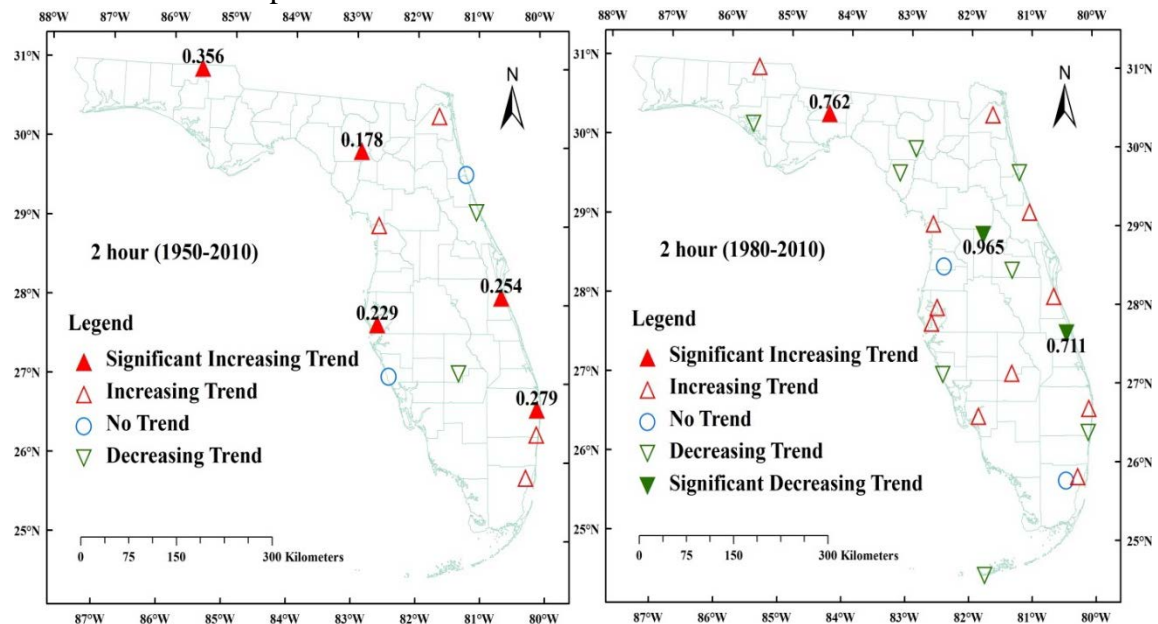 88°W 87°W 86°W 85°W 84°W 83°W 82°W 81°W 80°W
31°N
30°N
29°N
28°N
27°N
26°N
25°N
0.356
N
0.178
2 hour (1950-2010)
0.254
0.229
0.279
Legend
Significant Increasing Trend
Increasing Trend
No Trend
Decreasing Trend
0 75 150 300 Kilometers
87°W 86°W 85°W 84°W 83°W 82°W 81°W 80°W
88°W 87°W 86°W 85°W 84°W 83°W 82°W 81°W 80°W
N
0.762
2 hour (1980-2010)
0.965
0.711
Legend
Significant Increasing Trend
Increasing Trend
No Trend
Decreasing Trend
Significant Decreasing Trend
0 75 150 300 Kilometers
31°N
30°N
29°N
28°N
27°N
26°N
25°N
87°W 86°W 85°W 84°W 83°W 82°W 81°W 80°W